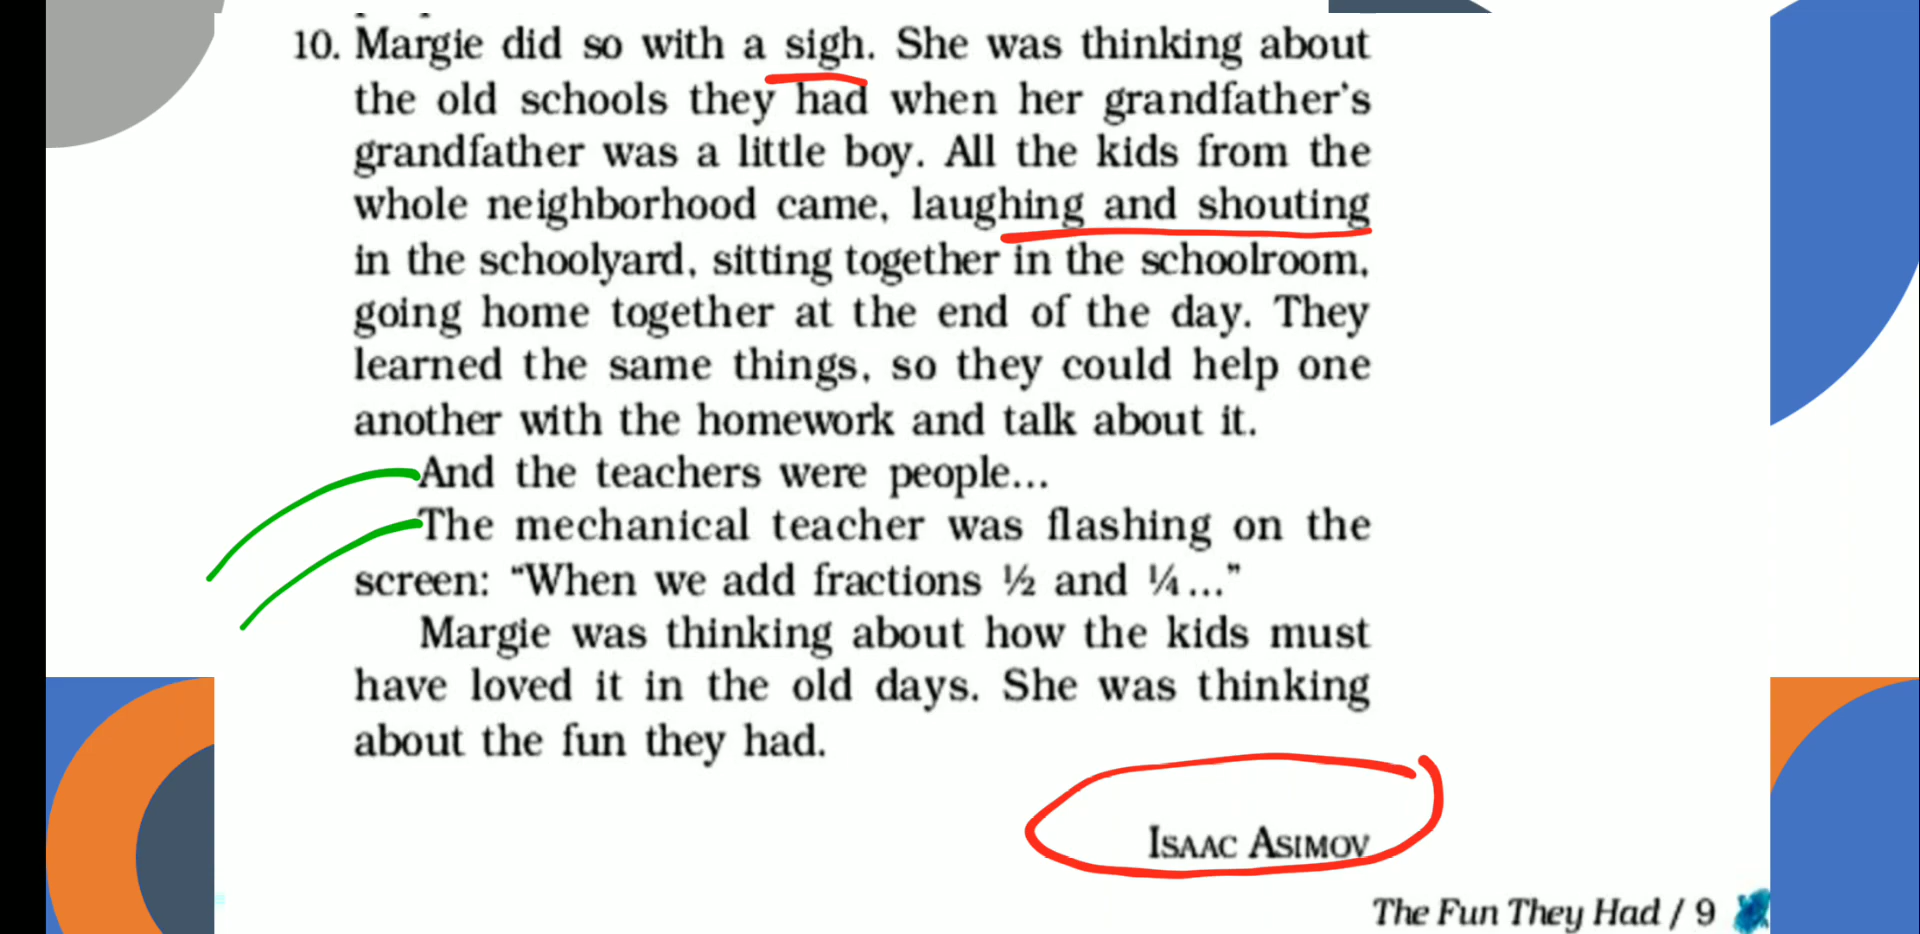 10. Margie did so with a sigh. She was thinking about
the old schools they had when her grandfather's
grandfather was a little boy. All the kids from the
whole neighborhood came, laughing and shouting
in the schoolyard, sitting together in the schoolroom,
going home together at the end of the day. They
learned the same things, so they could help one
another with the homework and talk about it.
And the teachers were people...
The mechanical teacher was flashing on the
screen: “When we add fractions ½ and ¼...”
Margie was thinking about how the kids must
have loved it in the old days. She was thinking
about the fun they had.
ISAAC ASIMOV
The Fun They Had / 9